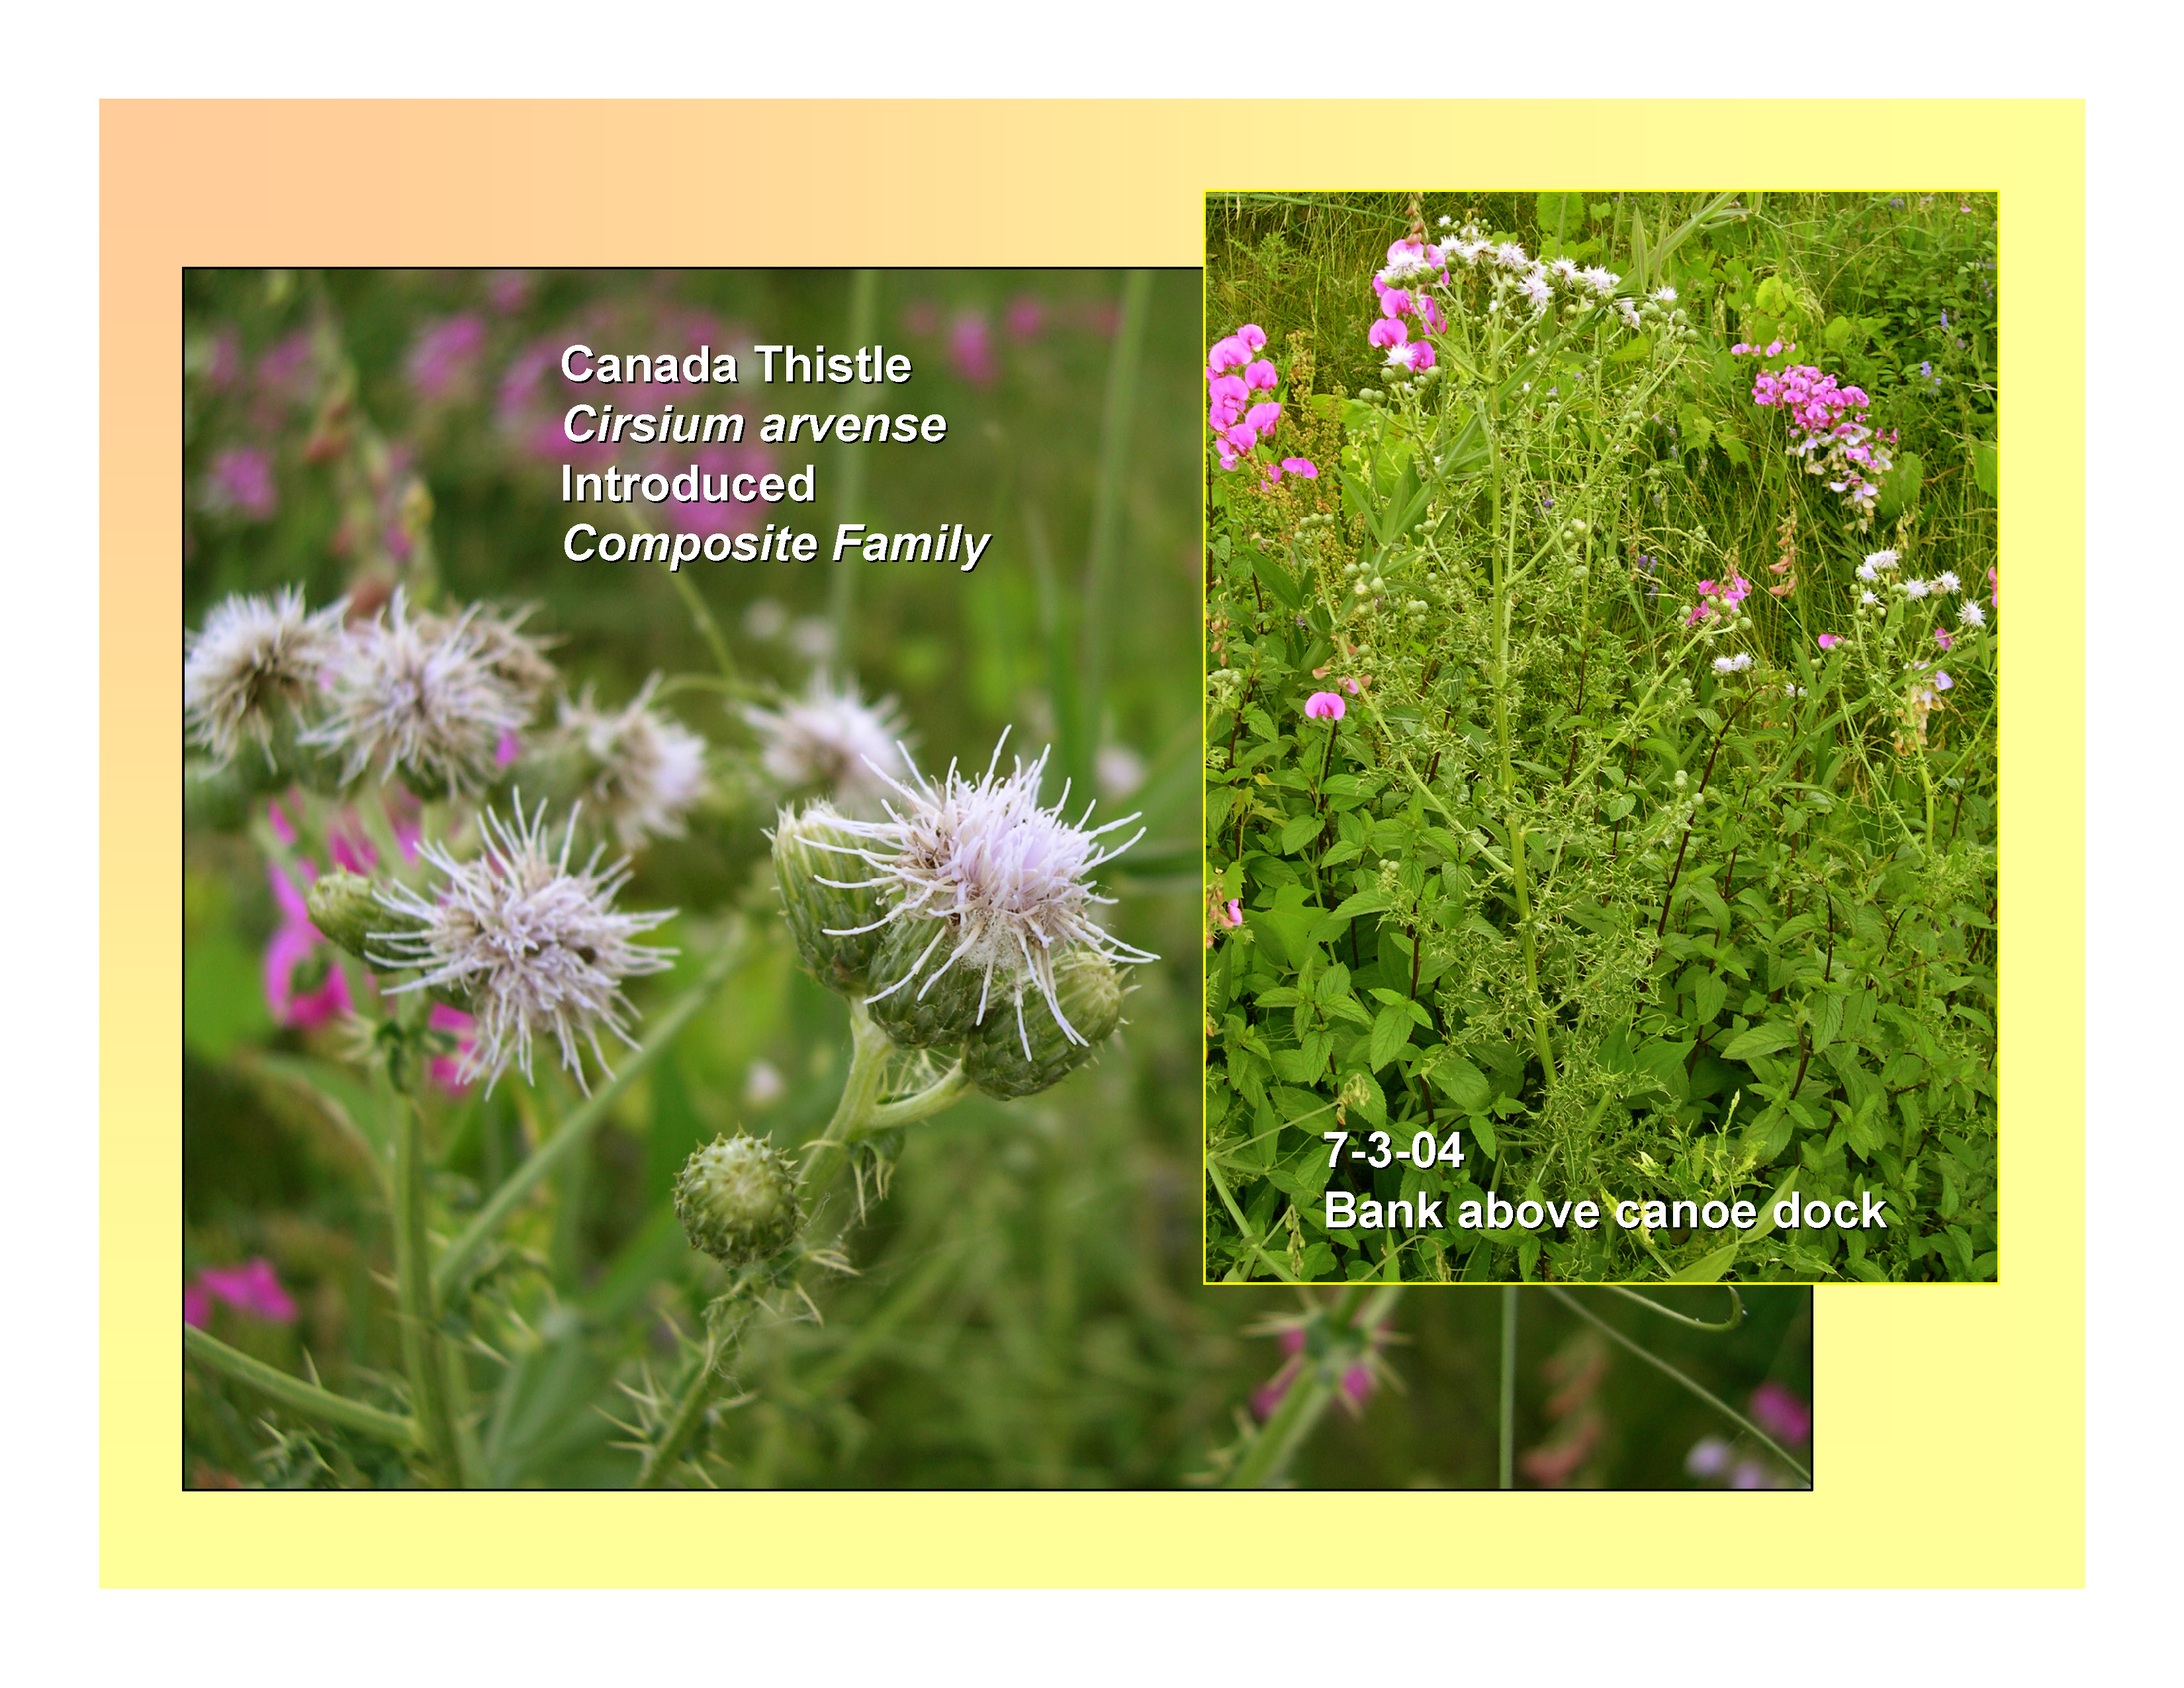 Canada Thistle
Cirsium arvense
Introduced
Composite Family
7-3-04
Bank above canoe dock